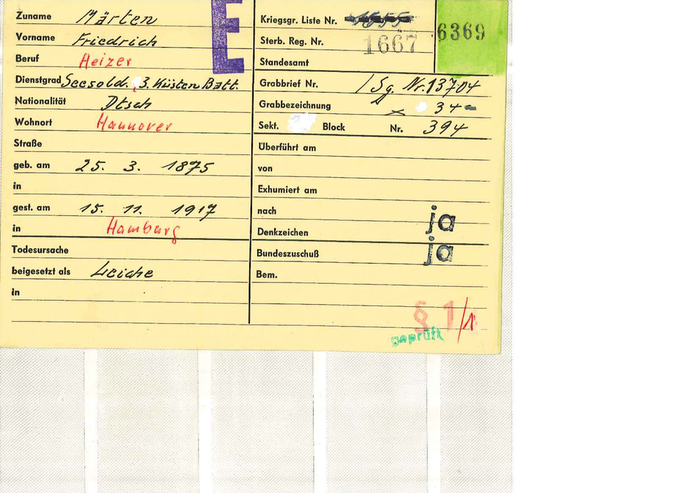 Zuname Märten
Vorname Friedrich
Beruf Heizer
Dienstgrad Seesold. 3. Küsten Batt.
Nationalität Dtsch
Wohnort Hannover
Straße
geb. am 25. 3. 1875
in
gest. am 15. 11. 1917
in Hamburg
Todesursache
beigesetzt als Leiche
in
E
Kriegsgr. Liste Nr.
6369
Sterb. Reg. Nr. 1667
Standesamt
Grabbrief Nr. / Sg. Nr. 13704
Grabbezeichnung x 34
Sekt. Block Nr. 394
Überführt am
von
Exhumiert am
nach ja
Denkzeichen
Bundeszuschuß ja
Bem.
§ 1/1
geprüft